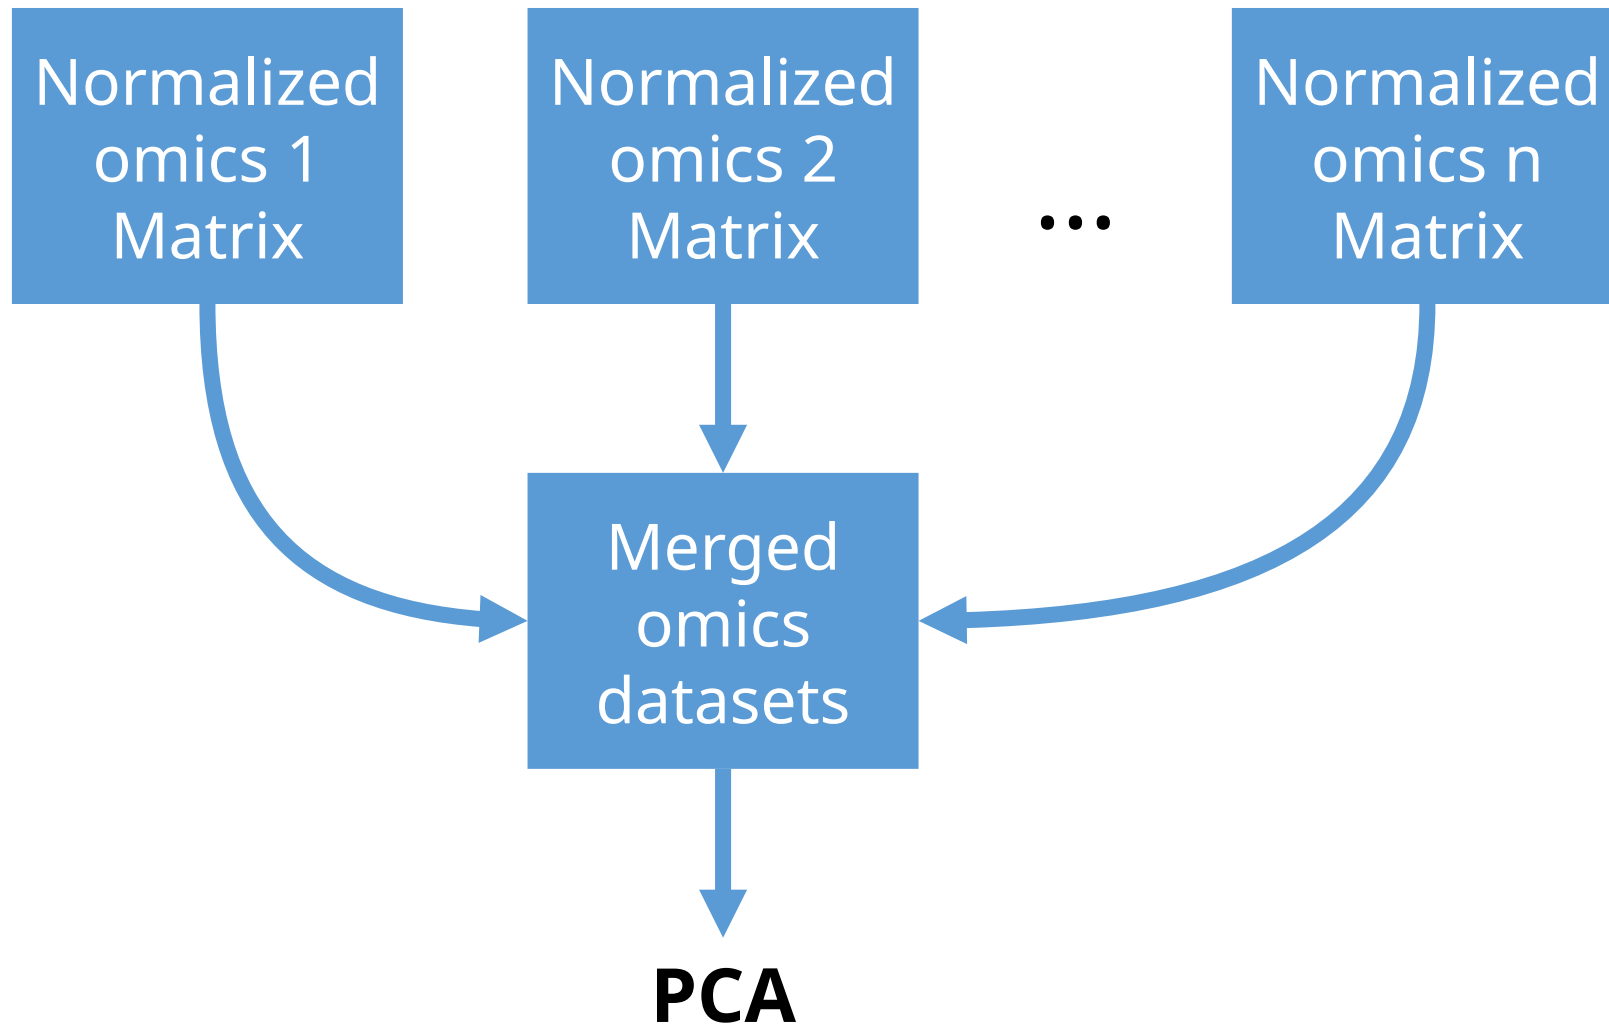 Normalized
omics 1
Matrix
Normalized
omics 2
Matrix
...
Normalized
omics n
Matrix
Merged
omics
datasets
PCA